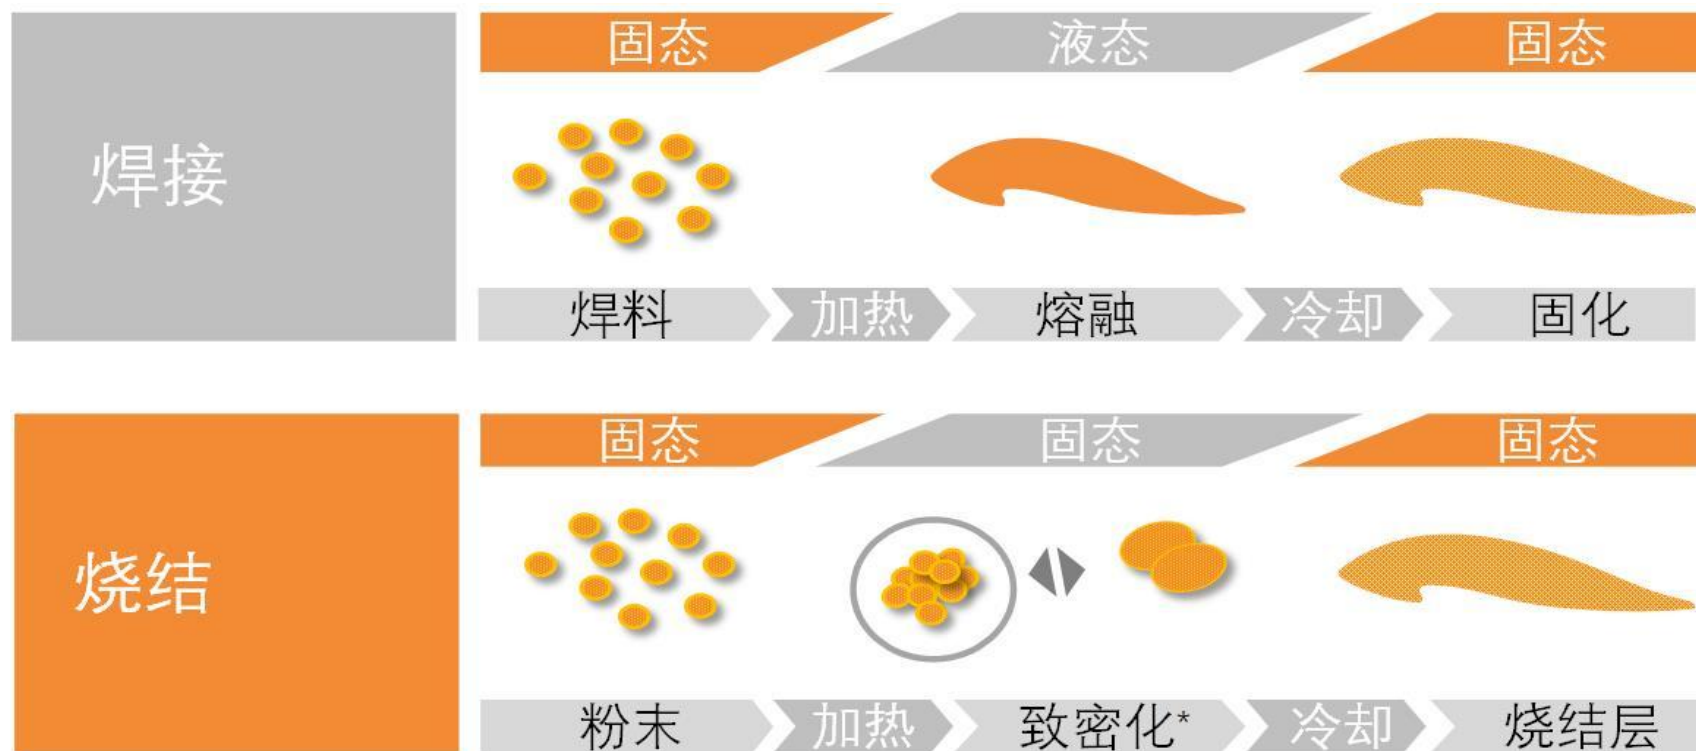 固态 液态 固态
焊接
焊料 加热 熔融 冷却 固化
固态 固态 固态
烧结
粉末 加热 致密化* 冷却 烧结层